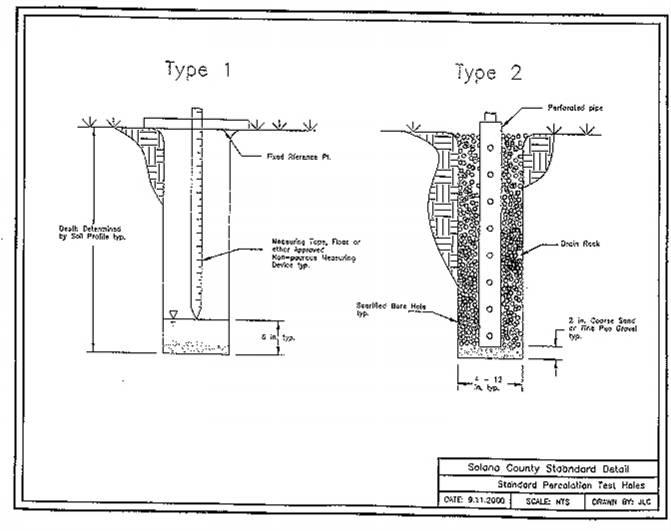 Type 1
Type 2
Perforated pipe
Fixed Rference Pt.
Depth Determined
by Soil Profile typ.
Measuring Tape, Float or
other Approved
Non-porous Measuring
Device typ.
Drain Rock
Scarified Bore Hole
typ.
2 in. Coarse Sand
or Fine Pea Gravel
typ.
6 in. typ.
4 - 12
in. typ.
Solano County Stabndard Detail
Standard Percolation Test Holes
DATE: 9.11.2000
SCALE: NTS
DRAWN BY: JLC